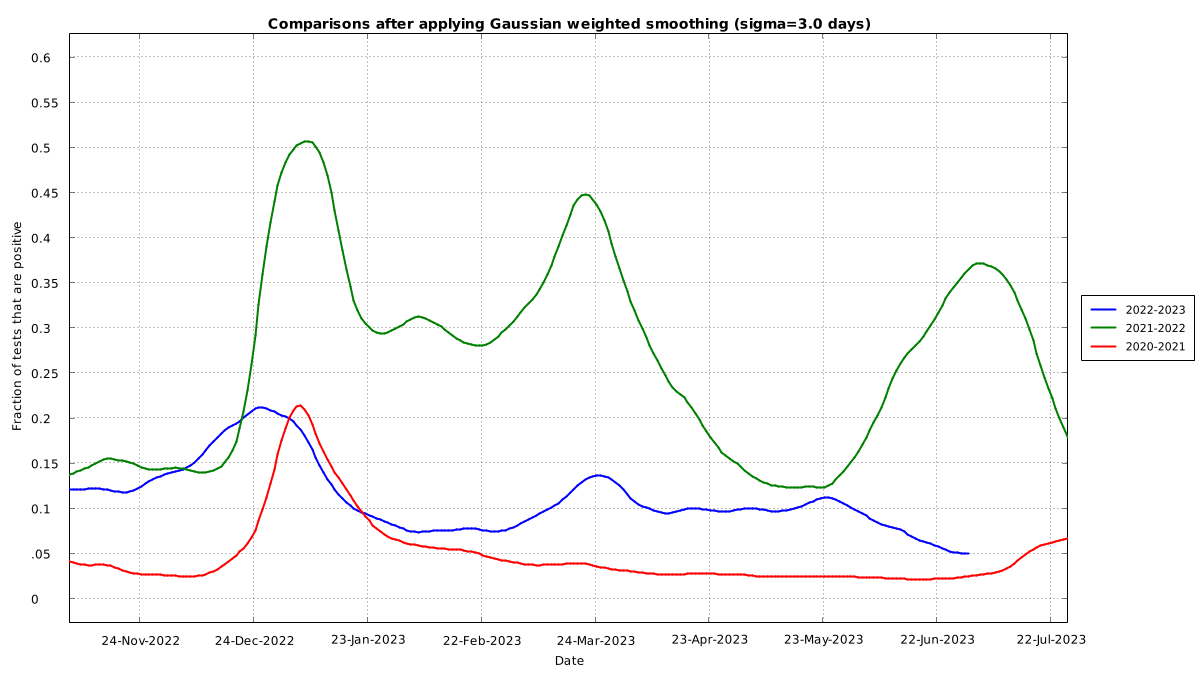 Comparisons after applying Gaussian weighted smoothing (sigma=3.0 days)
Fraction of tests that are positive
0.6
0.55
0.5
0.45
0.4
0.35
0.3
0.25
0.2
0.15
0.1
.05
0
24-Nov-2022
24-Dec-2022
23-Jan-2023
22-Feb-2023
24-Mar-2023
23-Apr-2023
23-May-2023
22-Jun-2023
22-Jul-2023
Date
2022-2023
2021-2022
2020-2021